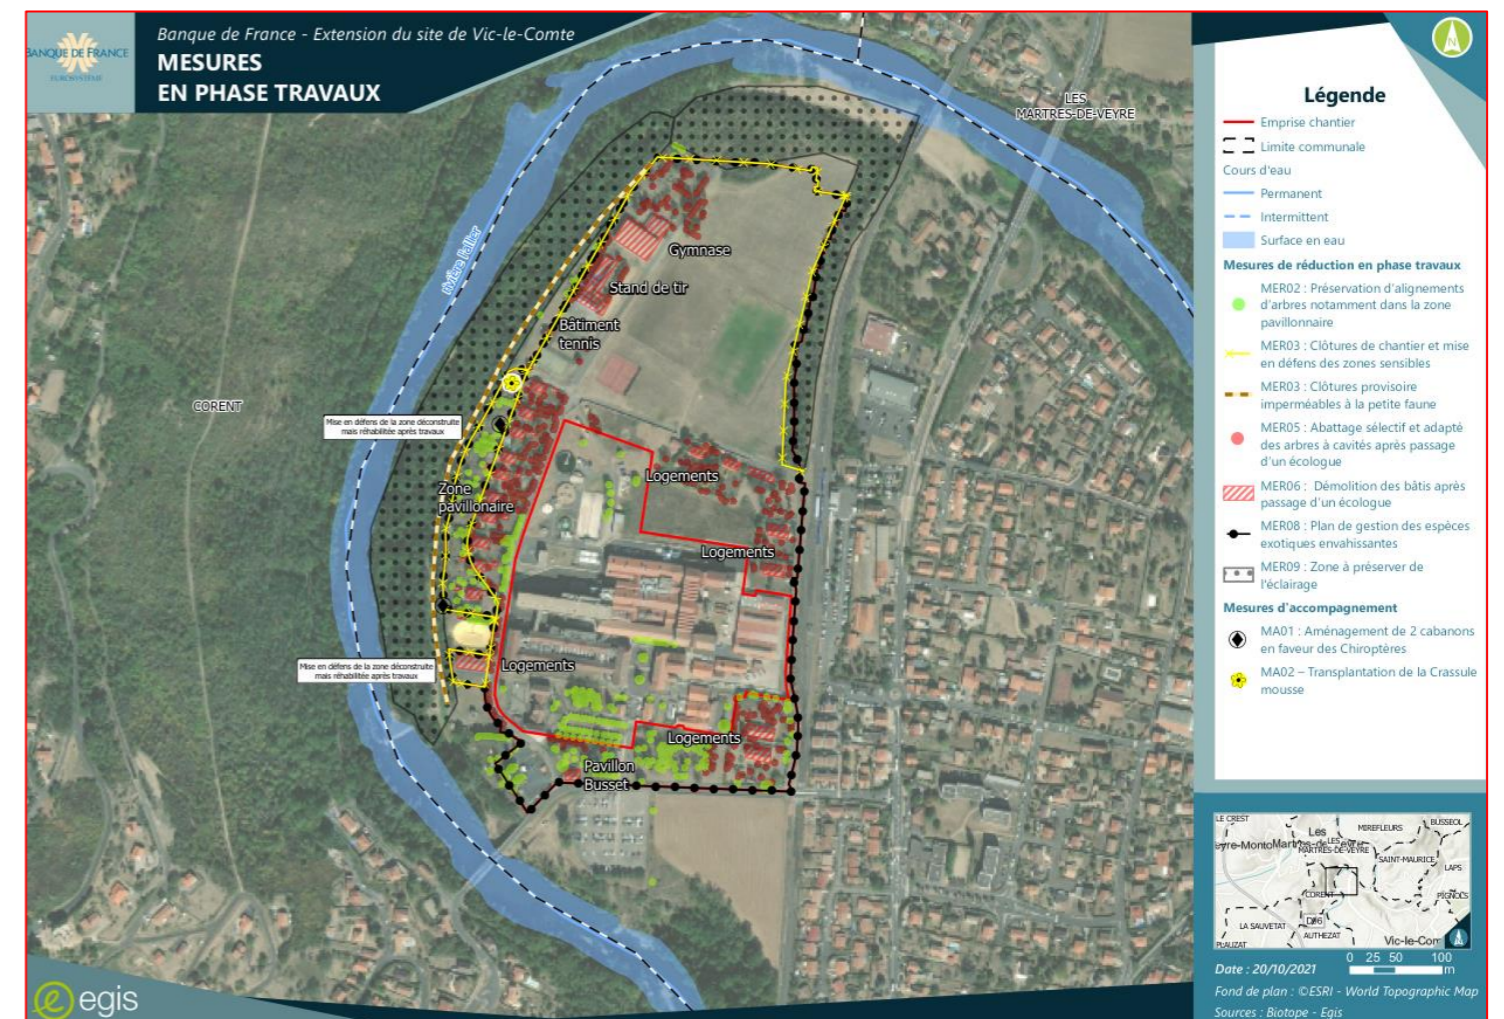 BANQUE DE FRANCE
EUROSYSTÈME
Banque de France - Extension du site de Vic-le-Comte
MESURES
EN PHASE TRAVAUX
LES
MARTRES-DE-VEYRE
Rivière l'allier
CORENT
Gymnase
Stand de tir
Bâtiment
tennis
Mise en défens de la zone déconstruite
mais réhabilitée après travaux
Zone
pavillonaire
Logements
Logements
Mise en défens de la zone déconstruite
mais réhabilitée après travaux
Logements
Logements
Pavillon
Busset
egis
N
Légende
Emprise chantier
Limite communale
Cours d'eau
Permanent
Intermittent
Surface en eau
Mesures de réduction en phase travaux
MER02 : Préservation d'alignements
d'arbres notamment dans la zone
pavillonnaire
MER03 : Clôtures de chantier et mise
en défens des zones sensibles
MER03 : Clôtures provisoire
imperméables à la petite faune
MER05 : Abattage sélectif et adapté
des arbres à cavités après passage
d'un écologue
MER06 : Démolition des bâtis après
passage d'un écologue
MER08 : Plan de gestion des espèces
exotiques envahissantes
MER09 : Zone à préserver de
l'éclairage
Mesures d'accompagnement
MA01 : Aménagement de 2 cabanons
en faveur des Chiroptères
MA02 – Transplantation de la Crassule
mousse
LE CREST
MIREFLEURS
BUSSEOL
Les
eyre-Monto
LES
MARTRES-DE-VEYRE
SAINT-MAURICE
LAPS
CORENT
PIGNOLS
LA SAUVETAT
AUTHEZAT
PLAUZAT
Vic-le-Com
0 25 50 100
m
Date : 20/10/2021
Fond de plan : ©ESRI - World Topographic Map
Sources : Biotope - Egis